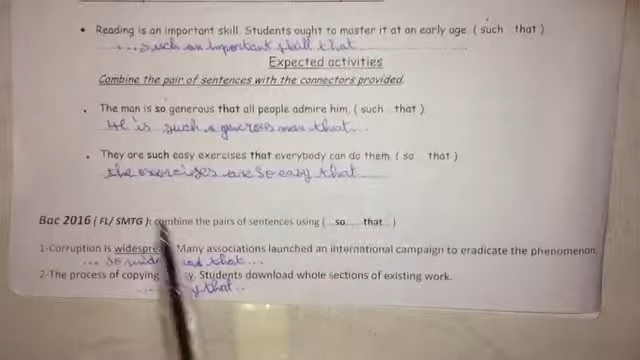 • Reading is an important skill. Students ought to master it at an early age. ( such ... that )
... such an important skill that ...
Expected activities
Combine the pair of sentences with the connectors provided.
. The man is so generous that all people admire him. ( such ... that )
He is such a generous man that ...
. They are such easy exercises that everybody can do them. ( so ... that )
the exercises are so easy that ...
Bac 2016 ( FL/ SMTG ): combine the pairs of sentences using ( ...so......that... )
1-Corruption is widespread. Many associations launched an international campaign to eradicate the phenomenon.
... so that ...
2-The process of copying Students download whole sections of existing work.
... that ..